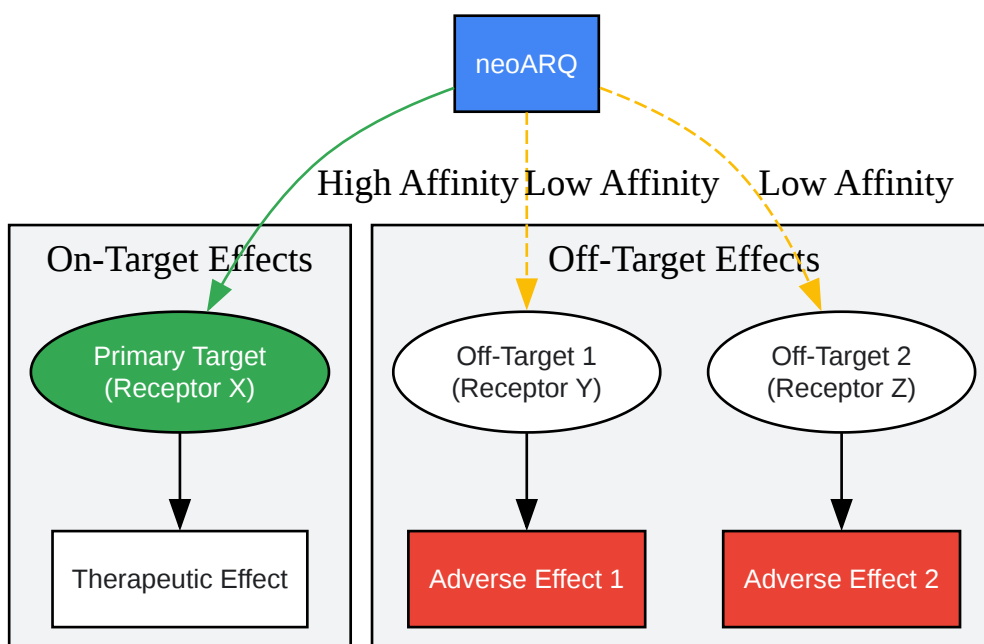 neoARQ
High Affinity
Low Affinity
Low Affinity
On-Target Effects
Off-Target Effects
Primary Target
(Receptor X)
Off-Target 1
(Receptor Y)
Off-Target 2
(Receptor Z)
Therapeutic Effect
Adverse Effect 1
Adverse Effect 2